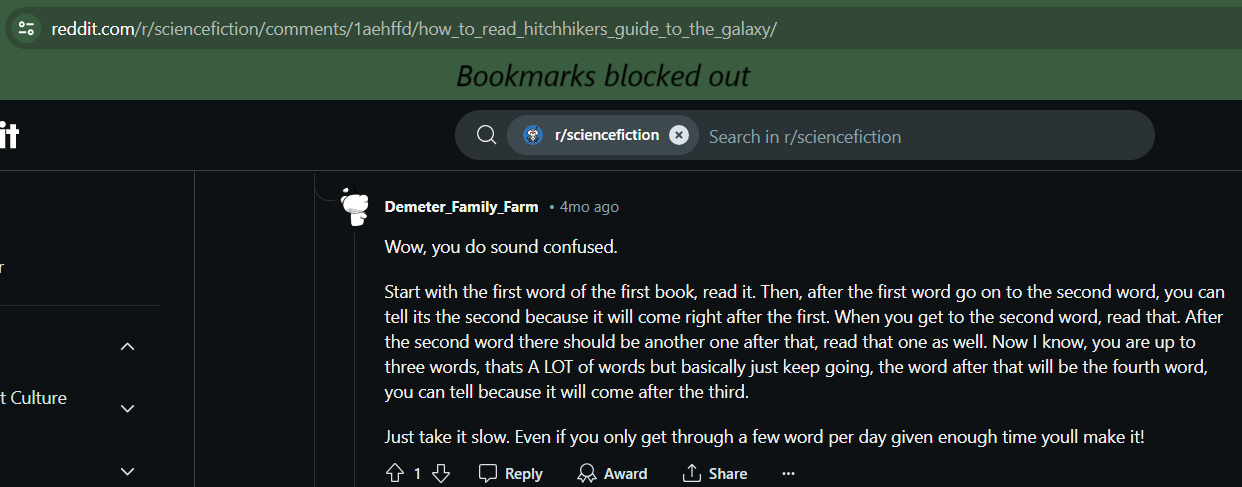 reddit.com/r/sciencefiction/comments/1aehffd/how_to_read_hitchhikers_guide_to_the_galaxy/
Bookmarks blocked out
it
r/sciencefiction
Search in r/sciencefiction
Demeter_Family_Farm • 4mo ago
Wow, you do sound confused.
r
Start with the first word of the first book, read it. Then, after the first word go on to the second word, you can
tell its the second because it will come right after the first. When you get to the second word, read that. After
the second word there should be another one after that, read that one as well. Now I know, you are up to
three words, thats A LOT of words but basically just keep going, the word after that will be the fourth word,
you can tell because it will come after the third.
t Culture
Just take it slow. Even if you only get through a few word per day given enough time youll make it!
1
Reply
Award
Share